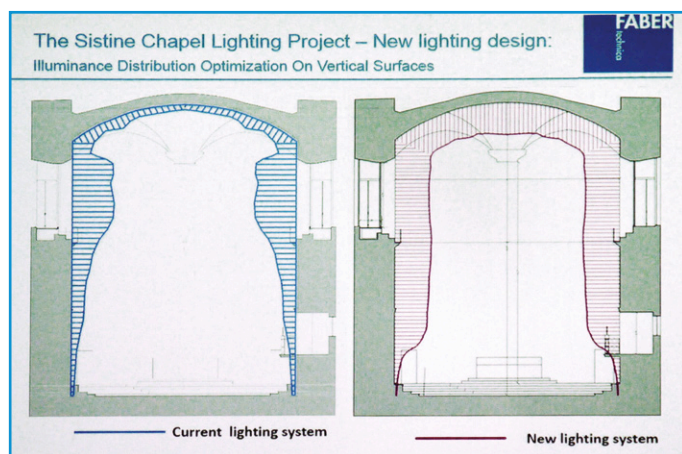 The Sistine Chapel Lighting Project – New lighting design:
Illuminance Distribution Optimization On Vertical Surfaces
FABER
technica
Current lighting system
New lighting system